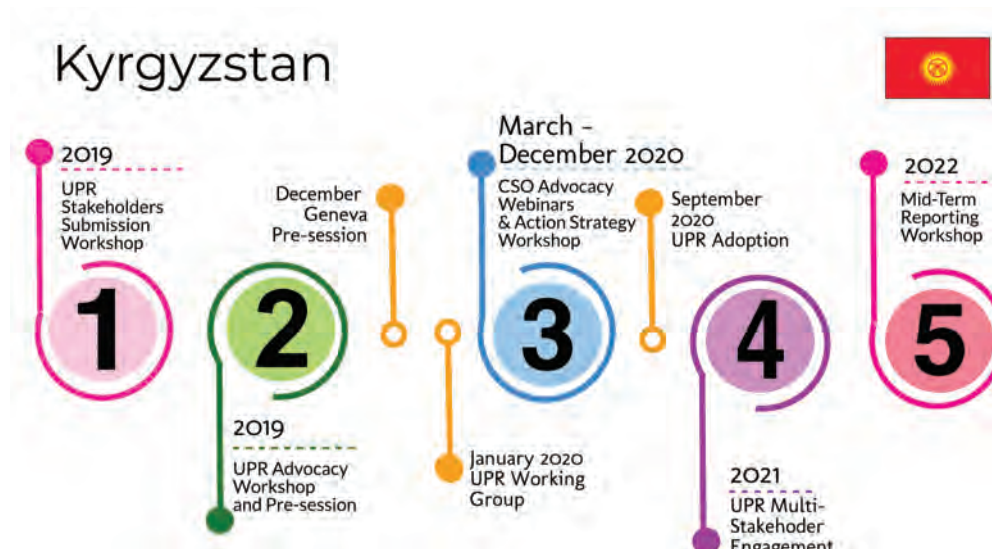 Kyrgyzstan
2019
UPR
Stakeholders
Submission
Workshop
1
2
2019
UPR Advocacy
Workshop
and Pre-session
December
Geneva
Pre-session
January 2020
UPR Working
Group
March -
December 2020
CSO Advocacy
Webinars
& Action Strategy
Workshop
3
September
2020
UPR Adoption
4
2021
UPR Multi-
Stakehoder
Engagement
2022
Mid-Term
Reporting
Workshop
5